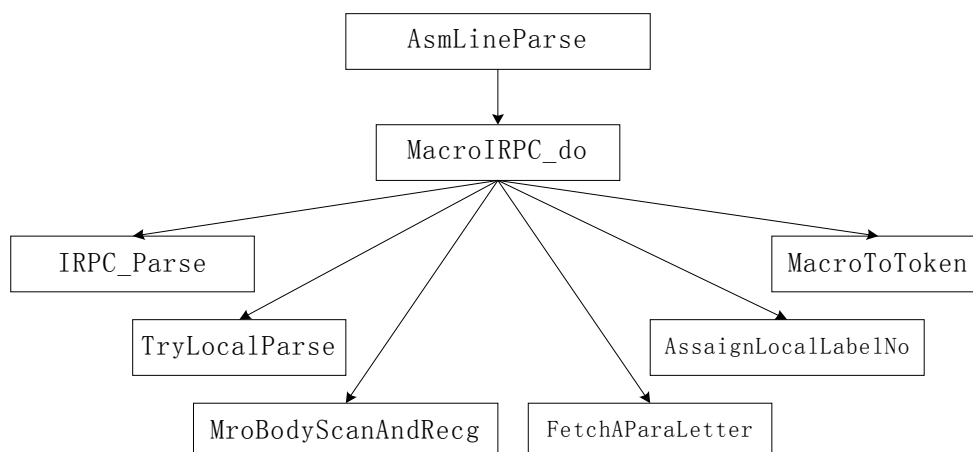 AsmLineParse
MacroIRPC_do
IRPC_Parse
MacroToToken
TryLocalParse
AssaignLocalLabelNo
MroBodyScanAndRecg
FetchAParaLetter